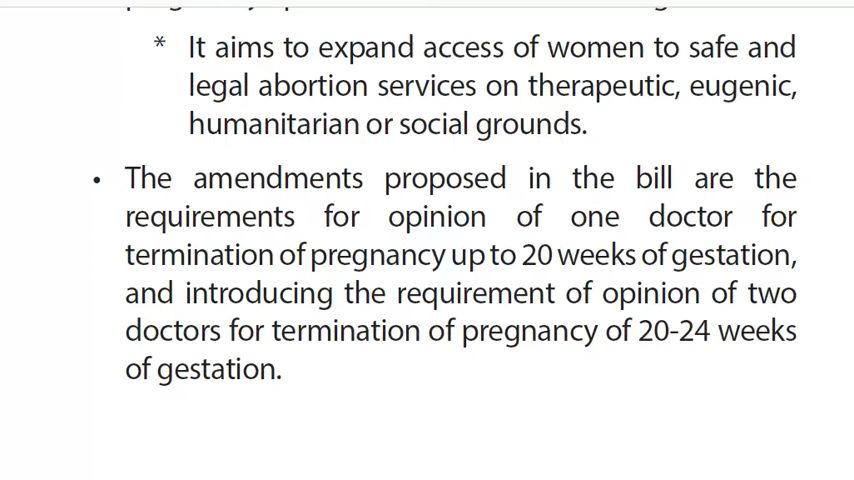 * It aims to expand access of women to safe and
legal abortion services on therapeutic, eugenic,
humanitarian or social grounds.
• The amendments proposed in the bill are the
requirements for opinion of one doctor for
termination of pregnancy up to 20 weeks of gestation,
and introducing the requirement of opinion of two
doctors for termination of pregnancy of 20-24 weeks
of gestation.